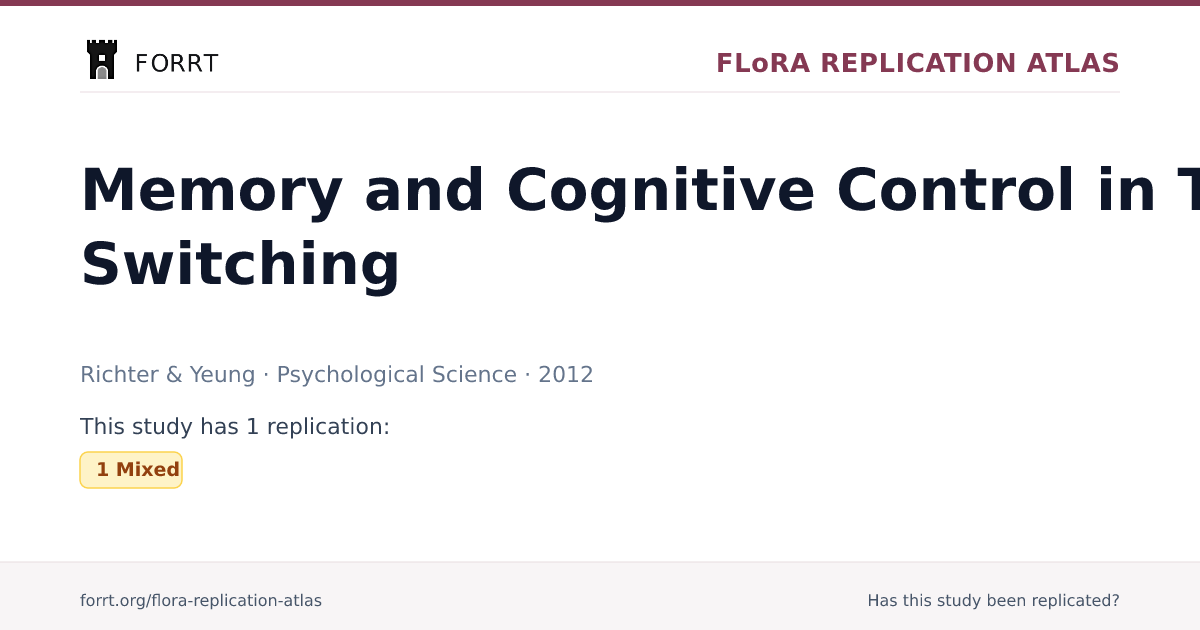 FORRT
FLoRA REPLICATION ATLAS
Memory and Cognitive Control in T
Switching
Richter & Yeung · Psychological Science · 2012
This study has 1 replication:
1 Mixed
forrt.org/flora-replication-atlas
Has this study been replicated?